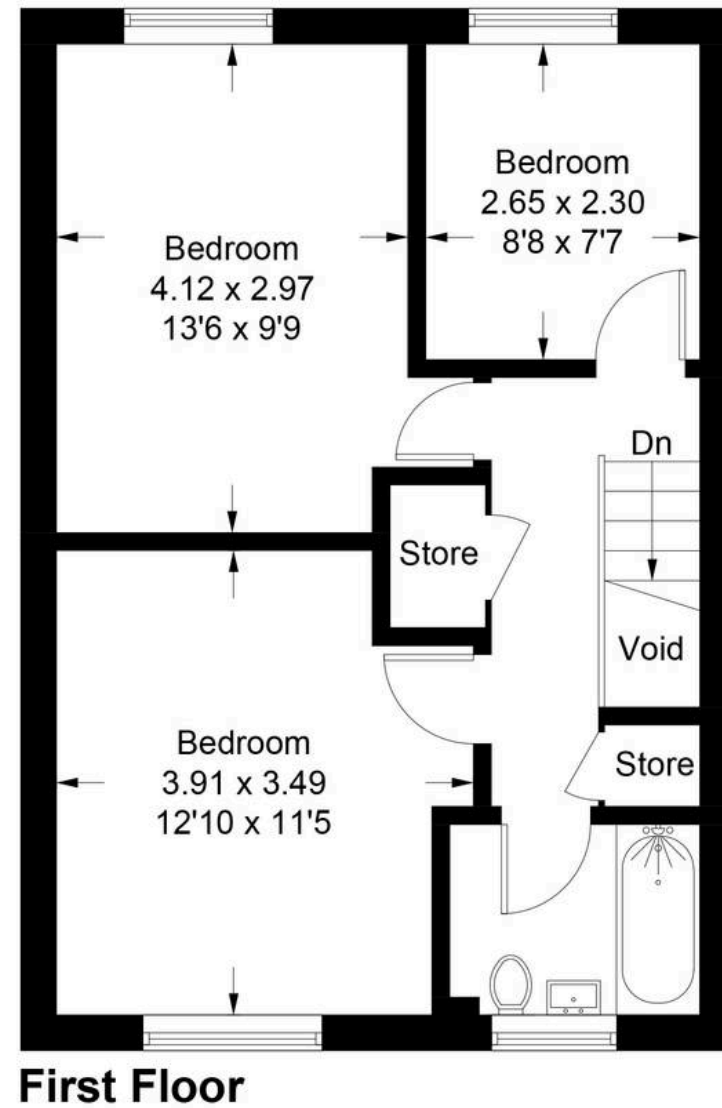 Bedroom
4.12 x 2.97
13'6 x 9'9
Bedroom
2.65 x 2.30
8'8 x 7'7
Dn
Store
Void
Bedroom
3.91 x 3.49
12'10 x 11'5
Store
First Floor